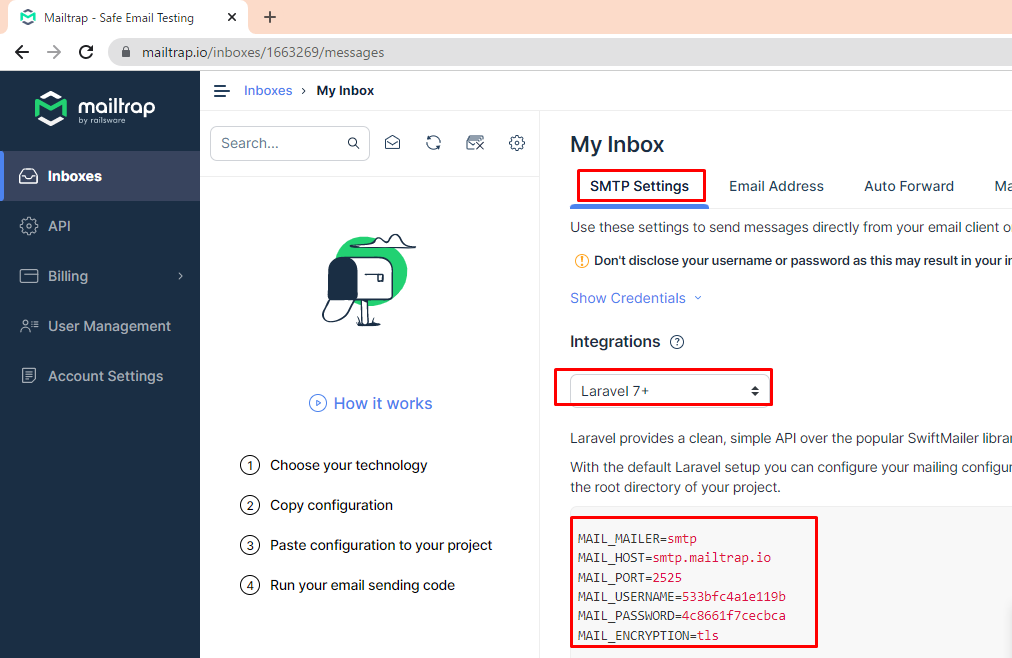 Mailtrap - Safe Email Testing
mailtrap.io/inboxes/1663269/messages
mailtrap
by railsware
Inboxes
API
Billing
User Management
Account Settings
Inboxes › My Inbox
Search...
How it works
1 Choose your technology
2 Copy configuration
3 Paste configuration to your project
4 Run your email sending code
My Inbox
SMTP Settings Email Address Auto Forward Ma
Use these settings to send messages directly from your email client o
Don't disclose your username or password as this may result in your i
Show Credentials
Integrations ?
Laravel 7+
Laravel provides a clean, simple API over the popular SwiftMailer librar
With the default Laravel setup you can configure your mailing configur
the root directory of your project.
MAIL_MAILER=smtp
MAIL_HOST=smtp.mailtrap.io
MAIL_PORT=2525
MAIL_USERNAME=533bfc4a1e119b
MAIL_PASSWORD=4c8661f7cecbca
MAIL_ENCRYPTION=tls